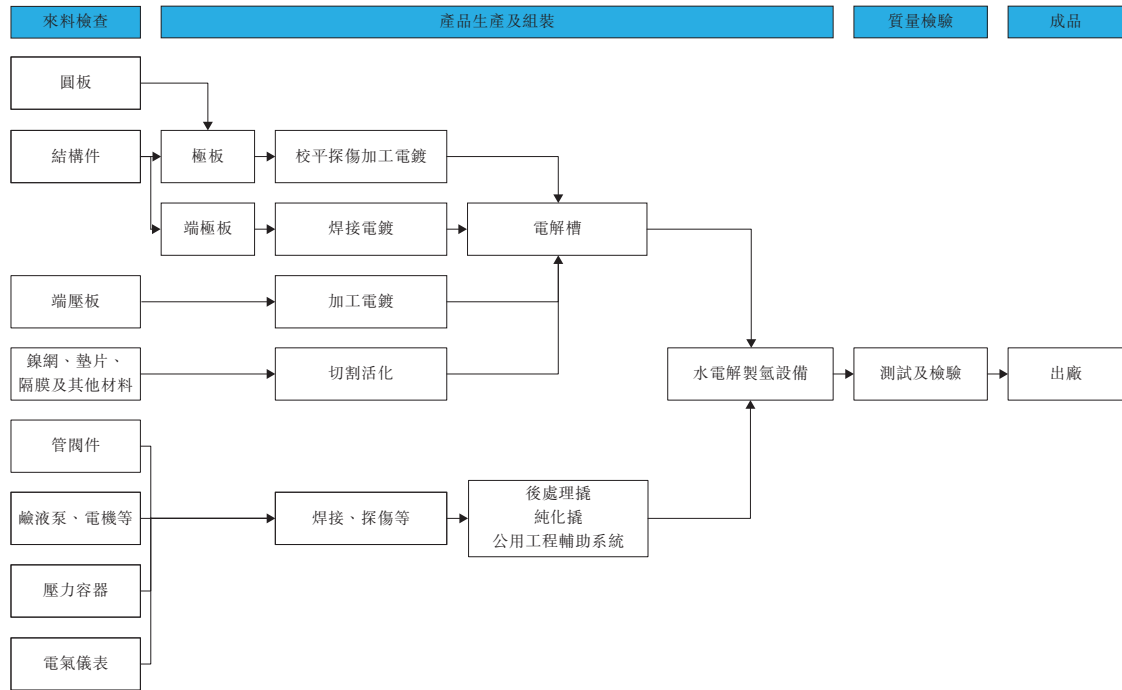 來料檢查
產品生產及組裝
質量檢驗
成品
圓板
結構件
極板
校平探傷加工電鍍
端極板
焊接電鍍
電解槽
端壓板
加工電鍍
鎳網、墊片、
隔膜及其他材料
切割活化
水電解製氫設備
測試及檢驗
出廠
管閥件
鹼液泵、電機等
焊接、探傷等
後處理撬
純化撬
公用工程輔助系統
壓力容器
電氣儀表